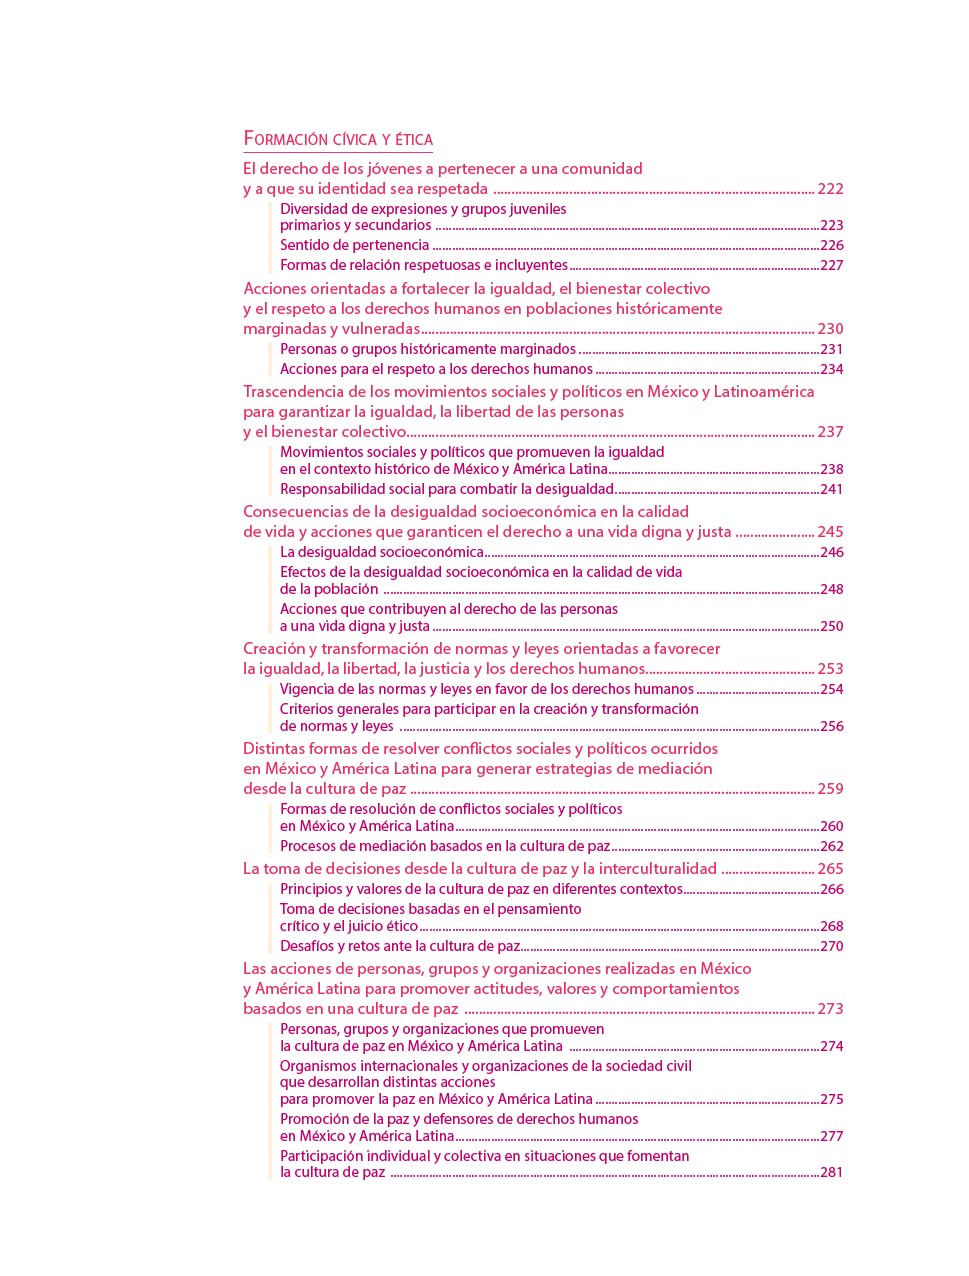 FORMACIÓN CÍVICA Y ÉTICA
El derecho de los jóvenes a pertenecer a una comunidad
y a que su identidad sea respetada ........................................ 222
Diversidad de expresiones y grupos juveniles
primarios y secundarios ........................................223
Sentido de pertenencia ........................................226
Formas de relación respetuosas e incluyentes........................................227
Acciones orientadas a fortalecer la igualdad, el bienestar colectivo
y el respeto a los derechos humanos en poblaciones históricamente
marginadas y vulneradas........................................ 230
Personas o grupos históricamente marginados ........................................231
Acciones para el respeto a los derechos humanos ........................................234
Trascendencia de los movimientos sociales y políticos en México y Latinoamérica
para garantizar la igualdad, la libertad de las personas
y el bienestar colectivo........................................ 237
Movimientos sociales y políticos que promueven la igualdad
en el contexto histórico de México y América Latina........................................238
Responsabilidad social para combatir la desigualdad........................................241
Consecuencias de la desigualdad socioeconómica en la calidad
de vida y acciones que garanticen el derecho a una vida digna y justa ...................... 245
La desigualdad socioeconómica........................................246
Efectos de la desigualdad socioeconómica en la calidad de vida
de la población ........................................248
Acciones que contribuyen al derecho de las personas
a una vida digna y justa ........................................250
Creación y transformación de normas y leyes orientadas a favorecer
la igualdad, la libertad, la justicia y los derechos humanos........................................ 253
Vigencia de las normas y leyes en favor de los derechos humanos ..............................254
Criterios generales para participar en la creación y transformación
de normas y leyes ........................................256
Distintas formas de resolver conflictos sociales y políticos ocurridos
en México y América Latina para generar estrategias de mediación
desde la cultura de paz ........................................ 259
Formas de resolución de conflictos sociales y políticos
en México y América Latina........................................260
Procesos de mediación basados en la cultura de paz........................................262
La toma de decisiones desde la cultura de paz y la interculturalidad .......................... 265
Principios y valores de la cultura de paz en diferentes contextos..................................266
Toma de decisiones basadas en el pensamiento
crítico y el juicio ético........................................268
Desafíos y retos ante la cultura de paz........................................270
Las acciones de personas, grupos y organizaciones realizadas en México
y América Latina para promover actitudes, valores y comportamientos
basados en una cultura de paz ........................................ 273
Personas, grupos y organizaciones que promueven
la cultura de paz en México y América Latina ........................................274
Organismos internacionales y organizaciones de la sociedad civil
que desarrollan distintas acciones
para promover la paz en México y América Latina ........................................275
Promoción de la paz y defensores de derechos humanos
en México y América Latina........................................277
Participación individual y colectiva en situaciones que fomentan
la cultura de paz ........................................281